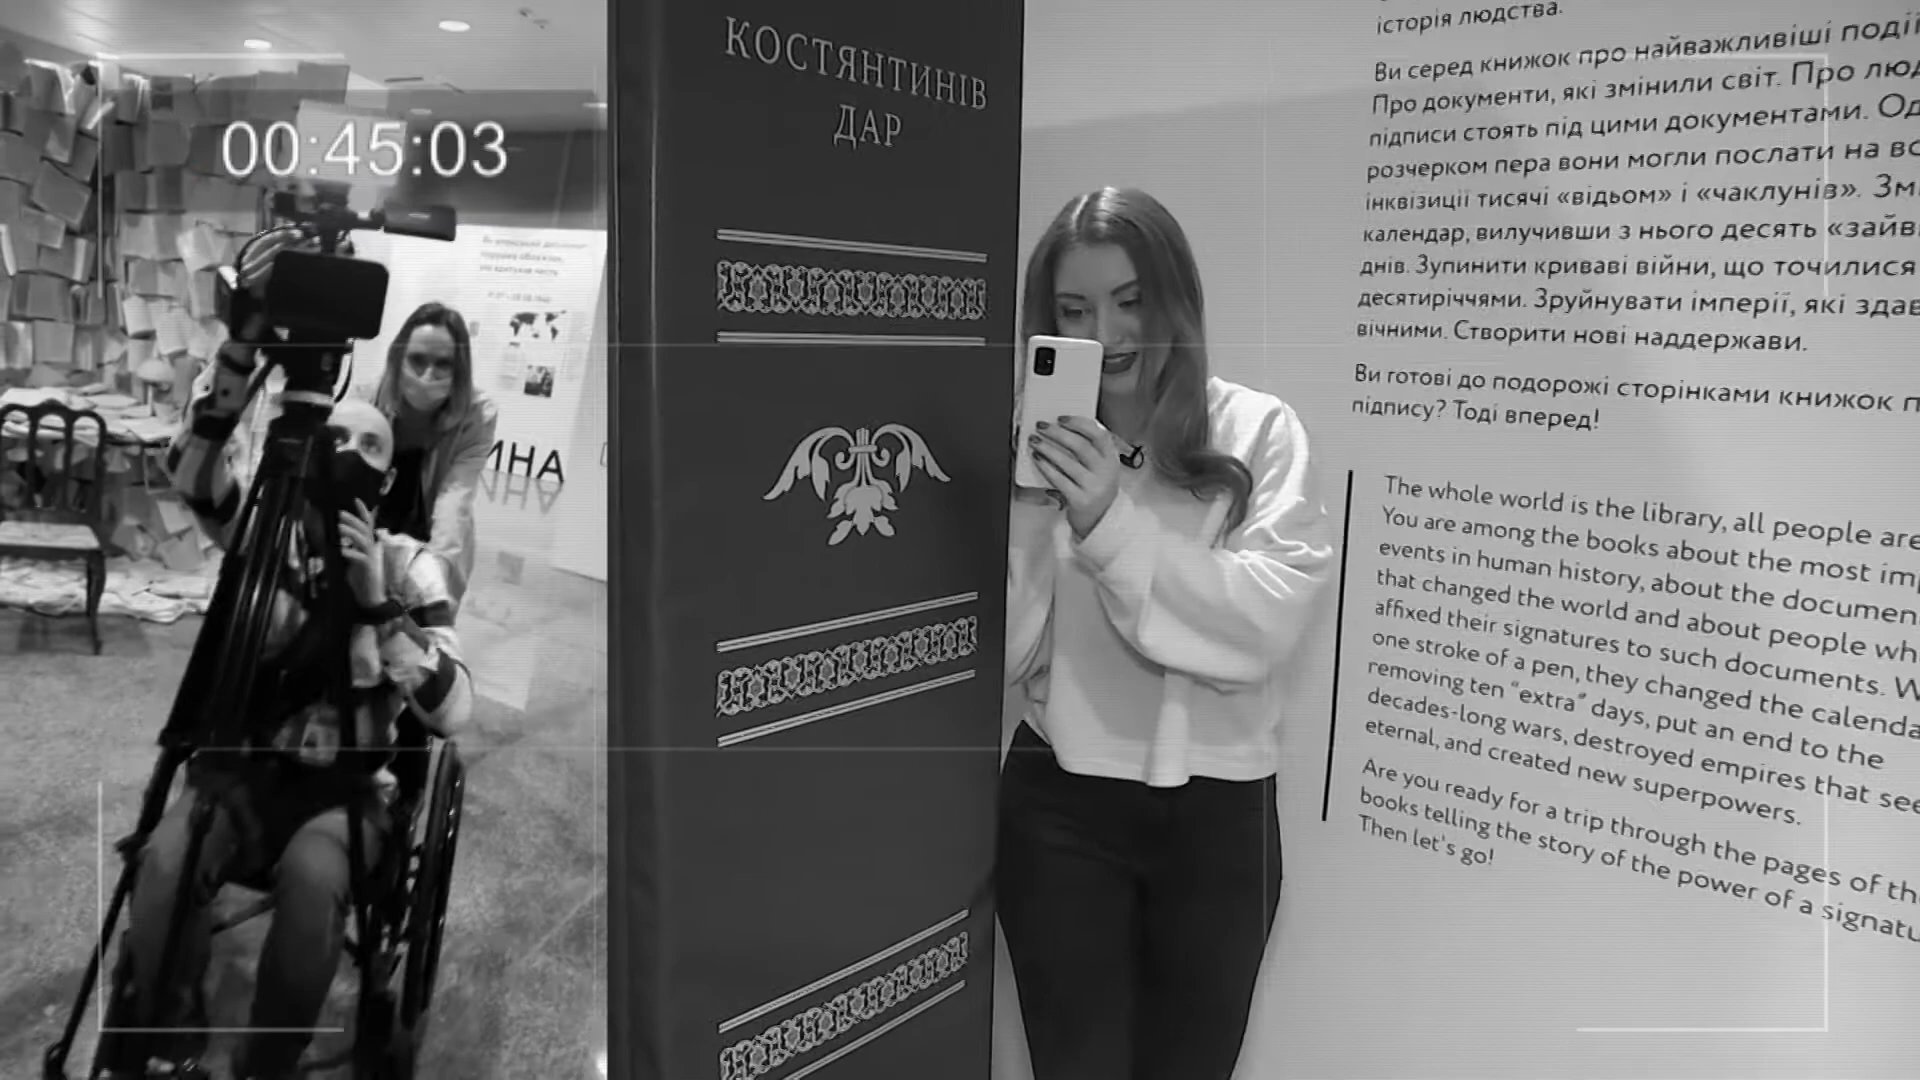 00:45:03
ИНА
КОСТЯНТИНІВ
ДАР
історія людства.
Ви серед книжок про найважливіші події
Про документи, які змінили світ. Про люд
підписи стоять під цими документами. Од
розчерком пера вони могли послати на во
інквізиції тисячі «відьом» і «чаклунів». Змі
календар, вилучивши з нього десять «зайв
днів. Зупинити криваві війни, що точилися
десятиріччями. Зруйнувати імперії, які здав
вічними. Створити нові наддержави.
Ви готові до подорожі сторінками книжок п
підпису? Тоді вперед!
The whole world is the library, all people are
You are among the books about the most imp
events in human history, about the documen
that changed the world and about people wh
affixed their signatures to such documents. W
one stroke of a pen, they changed the calenda
removing ten "extra" days, put an end to the
decades-long wars, destroyed empires that see
eternal, and created new superpowers.
Are you ready for a trip through the pages of th
books telling the story of the power of a signatu
Then let's go!